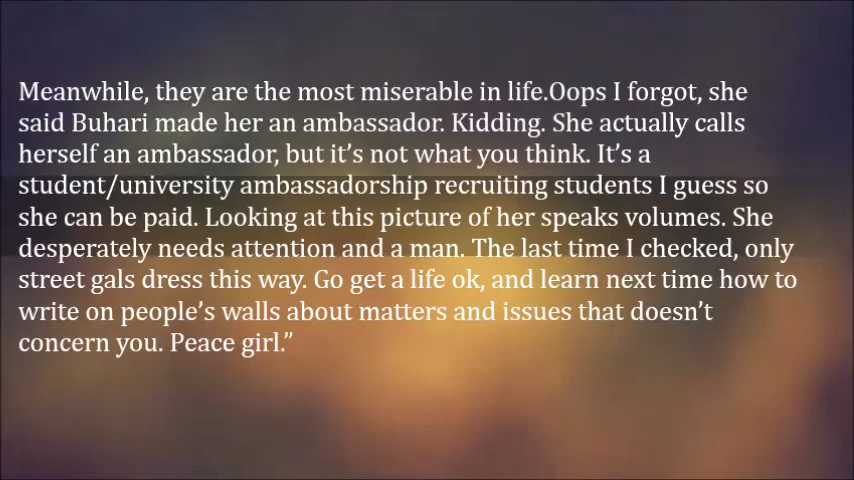 Meanwhile, they are the most miserable in life.Oops I forgot, she
said Buhari made her an ambassador. Kidding. She actually calls
herself an ambassador, but it’s not what you think. It’s a
student/university ambassadorship recruiting students I guess so
she can be paid. Looking at this picture of her speaks volumes. She
desperately needs attention and a man. The last time I checked, only
street gals dress this way. Go get a life ok, and learn next time how to
write on people’s walls about matters and issues that doesn’t
concern you. Peace girl.”